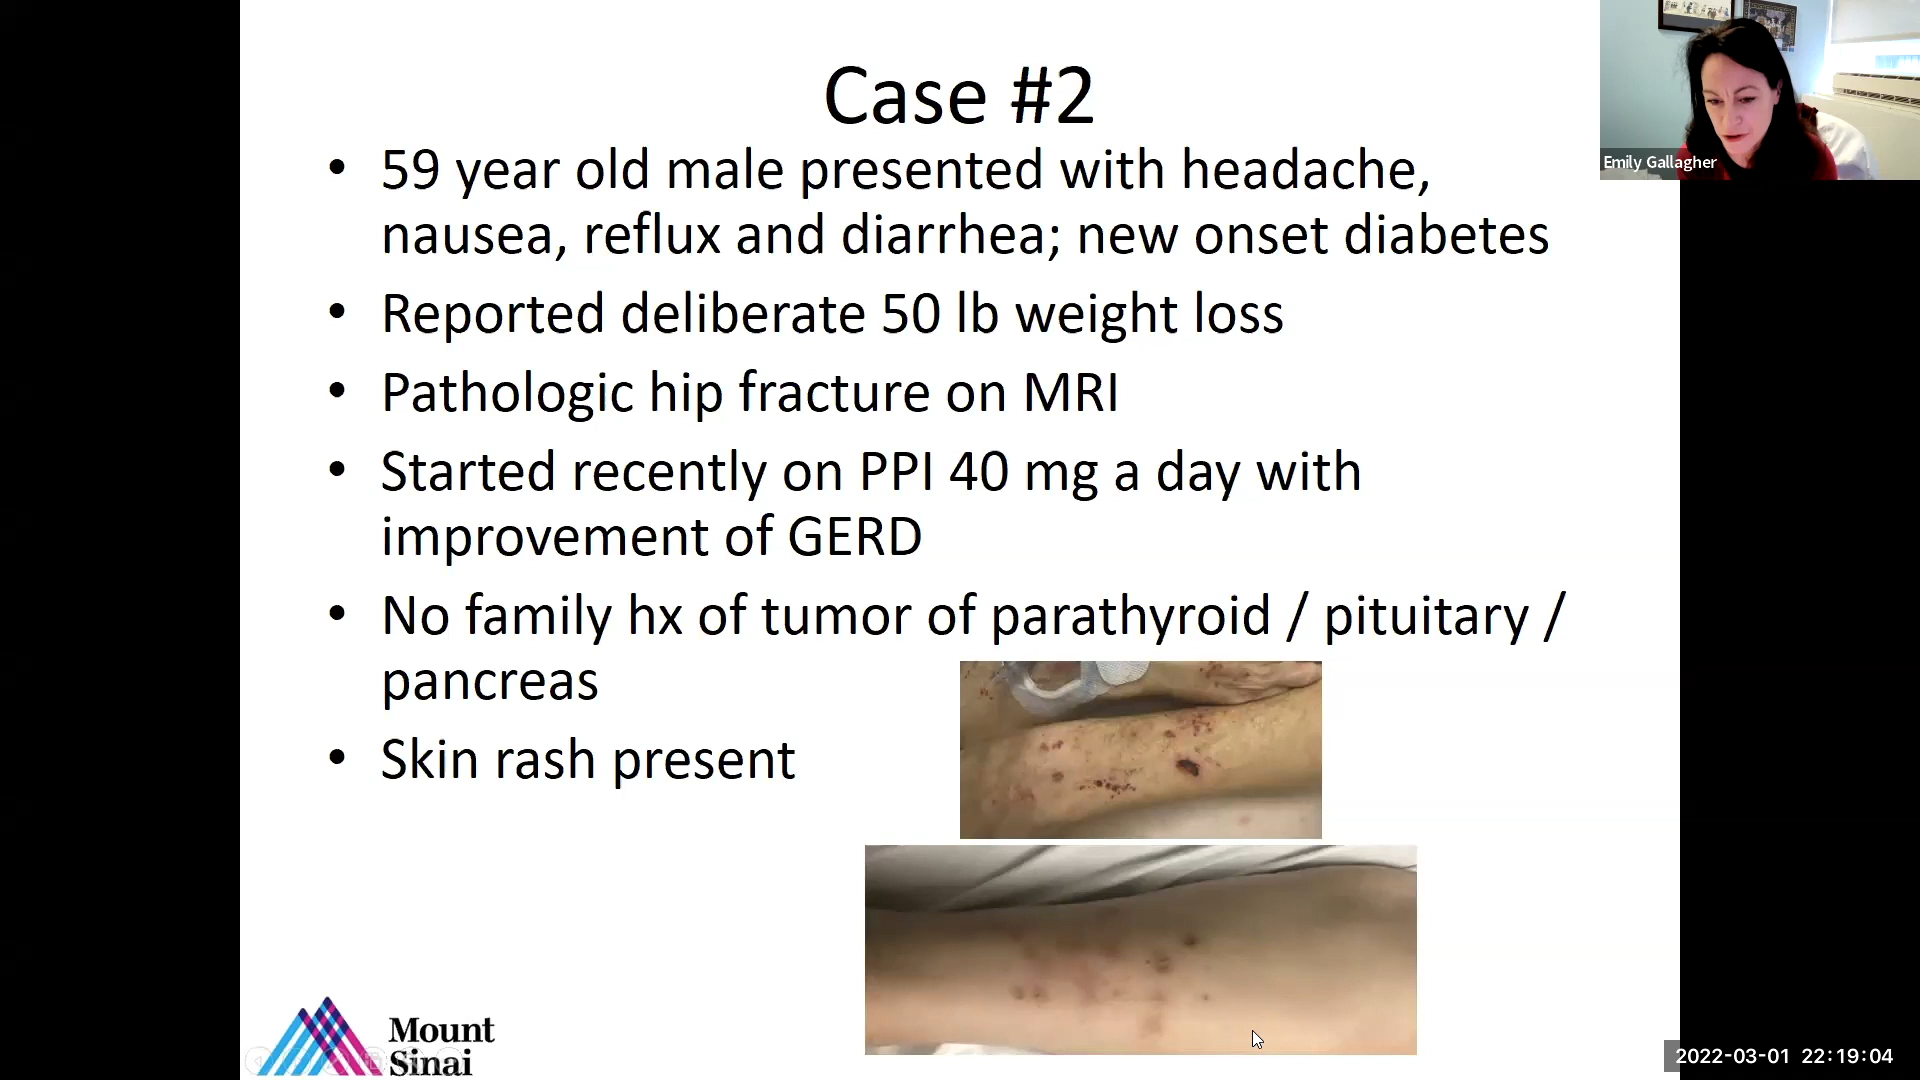 Case #2
• 59 year old male presented with headache,
nausea, reflux and diarrhea; new onset diabetes
• Reported deliberate 50 lb weight loss
• Pathologic hip fracture on MRI
• Started recently on PPI 40 mg a day with
improvement of GERD
• No family hx of tumor of parathyroid / pituitary /
pancreas
• Skin rash present
Mount
Sinai
Emily Gallagher
2022-03-01 22:19:04